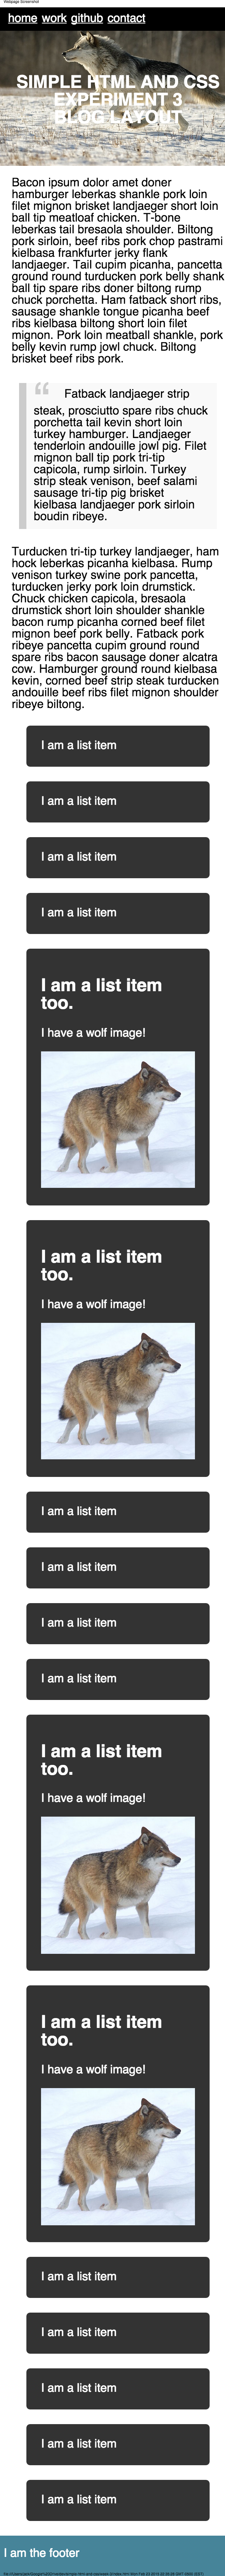 Webpage Screenshot
home work github contact
SIMPLE HTML AND CSS
EXPERIMENT 3
BLOG LAYOUT
Bacon ipsum dolor amet doner
hamburger leberkas shankle pork loin
filet mignon brisket landjaeger short loin
ball tip meatloaf chicken. T-bone
leberkas tail bresaola shoulder. Biltong
pork sirloin, beef ribs pork chop pastrami
kielbasa frankfurter jerky flank
landjaeger. Tail cupim picanha, pancetta
ground round turducken pork belly shank
ball tip spare ribs doner biltong rump
chuck porchetta. Ham fatback short ribs,
sausage shankle tongue picanha beef
ribs kielbasa biltong short loin filet
mignon. Pork loin meatball shankle, pork
belly kevin rump jowl chuck. Biltong
brisket beef ribs pork.
“ Fatback landjaeger strip
steak, prosciutto spare ribs chuck
porchetta tail kevin short loin
turkey hamburger. Landjaeger
tenderloin andouille jowl pig. Filet
mignon ball tip pork tri-tip
capicola, rump sirloin. Turkey
strip steak venison, beef salami
sausage tri-tip pig brisket
kielbasa landjaeger pork sirloin
boudin ribeye.
Turducken tri-tip turkey landjaeger, ham
hock leberkas picanha kielbasa. Rump
venison turkey swine pork pancetta,
turducken jerky pork loin drumstick.
Chuck chicken capicola, bresaola
drumstick short loin shoulder shankle
bacon rump picanha corned beef filet
mignon beef pork belly. Fatback pork
ribeye pancetta cupim ground round
spare ribs bacon sausage doner alcatra
cow. Hamburger ground round kielbasa
kevin, corned beef strip steak turducken
andouille beef ribs filet mignon shoulder
ribeye biltong.
I am a list item
I am a list item
I am a list item
I am a list item
I am a list item
too.
I have a wolf image!
I am a list item
too.
I have a wolf image!
I am a list item
I am a list item
I am a list item
I am a list item
I am a list item
too.
I have a wolf image!
I am a list item
too.
I have a wolf image!
I am a list item
I am a list item
I am a list item
I am a list item
I am a list item
I am the footer